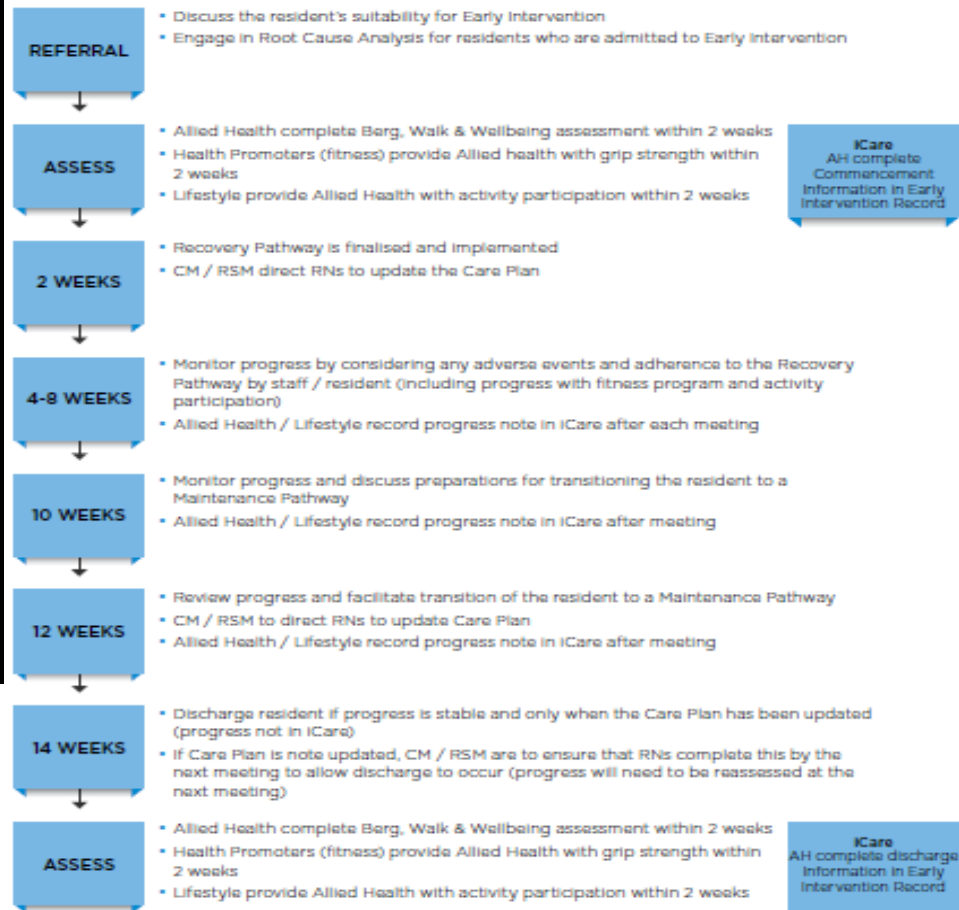 REFERRAL
• Discuss the resident's suitability for Early Intervention
• Engage in Root Cause Analysis for residents who are admitted to Early Intervention
ASSESS
• Allied Health complete Berg, Walk & Wellbeing assessment within 2 weeks
• Health Promoters (fitness) provide Allied health with grip strength within
2 weeks
• Lifestyle provide Allied Health with activity participation within 2 weeks
iCare
AH complete
Commencement
Information in Early
Intervention Record
2 WEEKS
• Recovery Pathway is finalised and implemented
• CM / RSM direct RNs to update the Care Plan
4-8 WEEKS
• Monitor progress by considering any adverse events and adherence to the Recovery
Pathway by staff / resident (including progress with fitness program and activity
participation)
• Allied Health / Lifestyle record progress note in iCare after each meeting
10 WEEKS
• Monitor progress and discuss preparations for transitioning the resident to a
Maintenance Pathway
• Allied Health / Lifestyle record progress note in iCare after meeting
12 WEEKS
• Review progress and facilitate transition of the resident to a Maintenance Pathway
• CM / RSM to direct RNs to update Care Plan
• Allied Health / Lifestyle record progress note in iCare after meeting
14 WEEKS
• Discharge resident if progress is stable and only when the Care Plan has been updated
(progress not in iCare)
• If Care Plan is note updated, CM / RSM are to ensure that RNs complete this by the
next meeting to allow discharge to occur (progress will need to be reassessed at the
next meeting)
ASSESS
• Allied Health complete Berg, Walk & Wellbeing assessment within 2 weeks
• Health Promoters (fitness) provide Allied Health with grip strength within
2 weeks
• Lifestyle provide Allied Health with activity participation within 2 weeks
iCare
AH complete discharge
Information in Early
Intervention Record